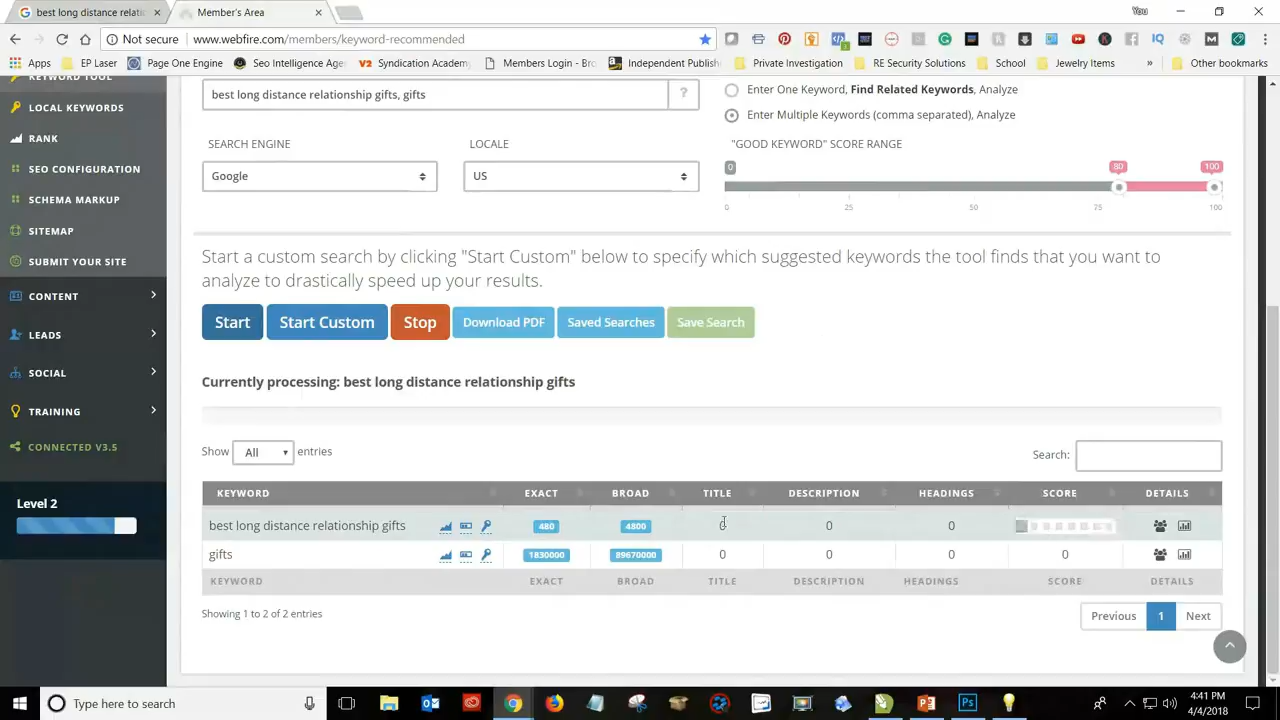 best long distance relati
Member's Area
You
Not secure
www.webfire.com/members/keyword-recommended
Apps
EP Laser
Page One Engine
Seo Intelligence Age
Syndication Academy
Members Login - Br
Independent Publish
Private Investigation
RE Security Solutions
School
Jewelry Items
»
Other bookmarks
KEYWORD TOOL
LOCAL KEYWORDS
RANK
SEO CONFIGURATION
SCHEMA MARKUP
SITEMAP
SUBMIT YOUR SITE
CONTENT
LEADS
SOCIAL
TRAINING
CONNECTED V3.5
Level 2
best long distance relationship gifts, gifts
?
Enter One Keyword, Find Related Keywords, Analyze
Enter Multiple Keywords (comma separated), Analyze
SEARCH ENGINE
LOCALE
"GOOD KEYWORD" SCORE RANGE
Google
US
0 80 100
0 25 50 75 100
Start a custom search by clicking "Start Custom" below to specify which suggested keywords the tool finds that you want to
analyze to drastically speed up your results.
Start
Start Custom
Stop
Download PDF
Saved Searches
Save Search
Currently processing: best long distance relationship gifts
Show All entries
Search:
KEYWORD EXACT BROAD TITLE DESCRIPTION HEADINGS SCORE DETAILS
best long distance relationship gifts 480 4800 0 0 0
gifts 1830000 89670000 0 0 0 0
KEYWORD EXACT BROAD TITLE DESCRIPTION HEADINGS SCORE DETAILS
Showing 1 to 2 of 2 entries
Previous 1 Next
Type here to search
4:41 PM
4/4/2018